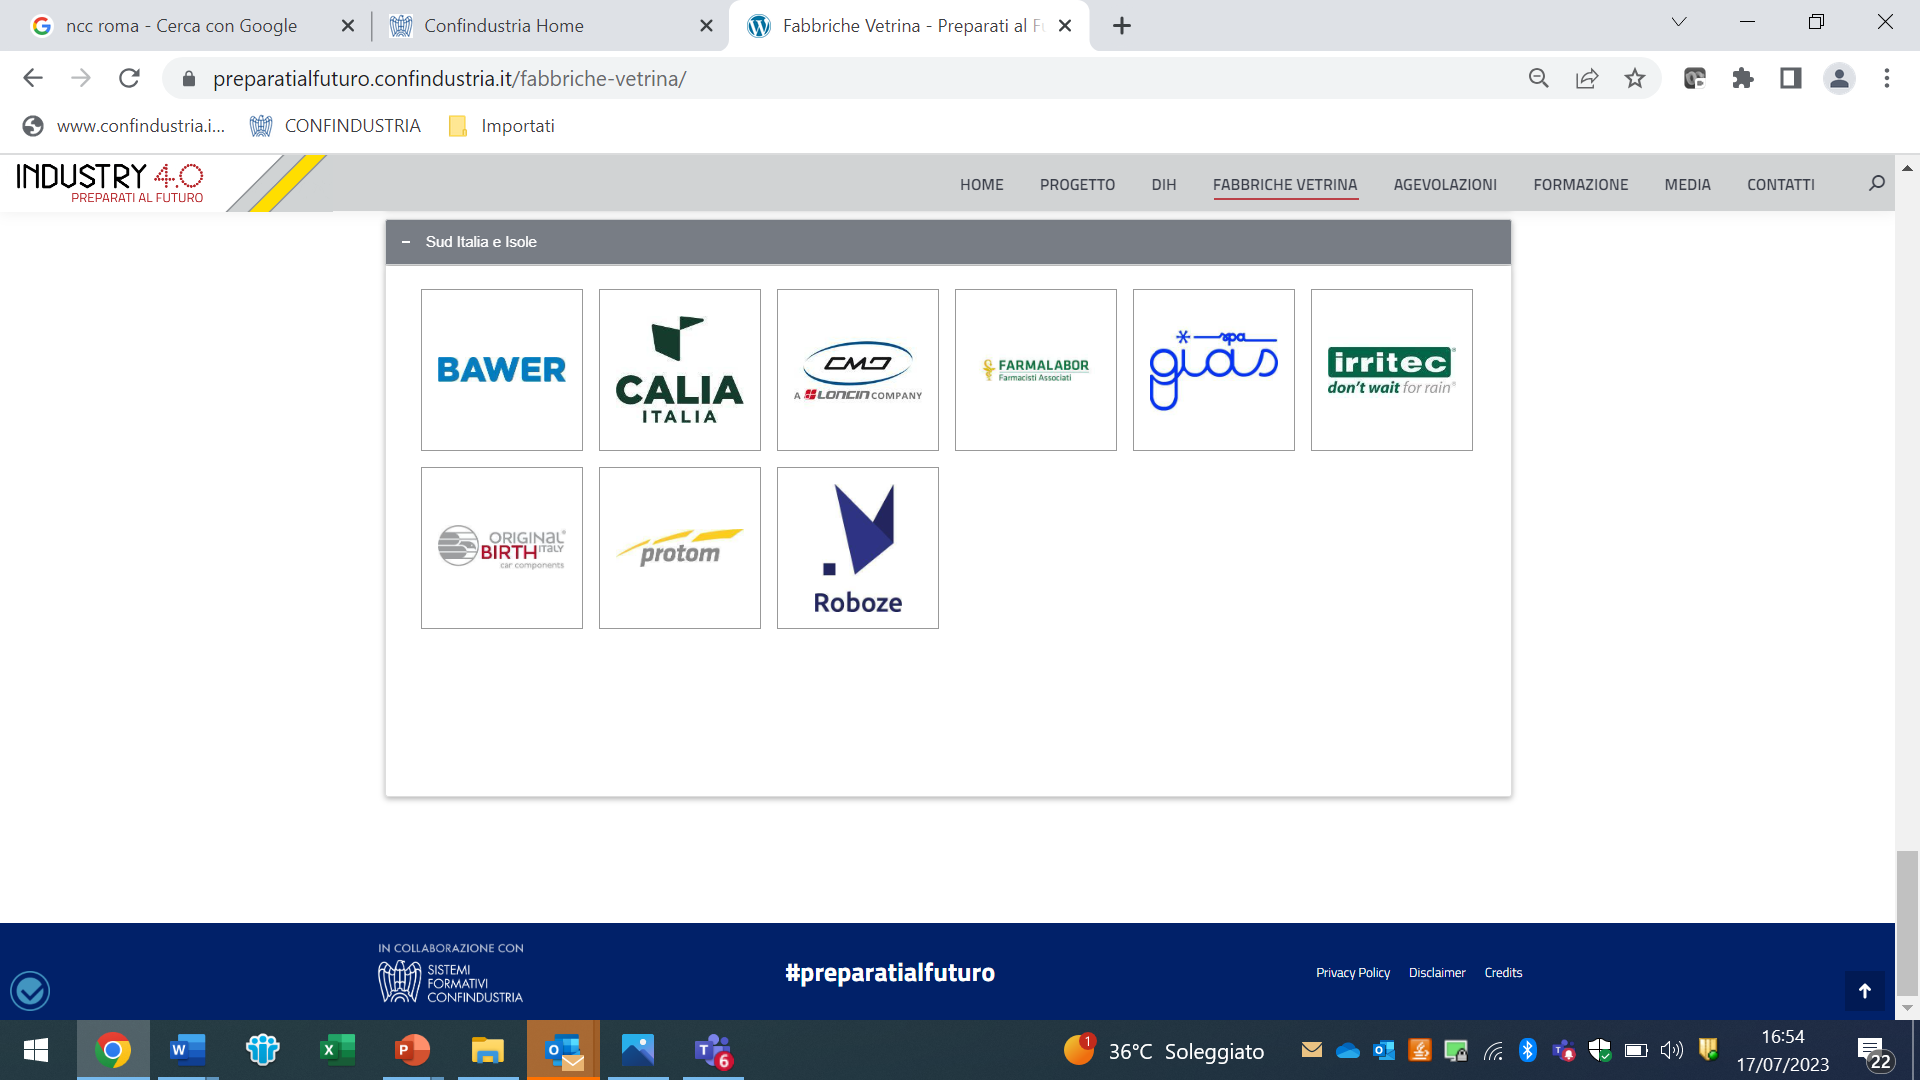 ncc roma - Cerca con Google
Confindustria Home
Fabbriche Vetrina - Preparati al Fu
preparatialfuturo.confindustria.it/fabbriche-vetrina/
www.confindustria.i...
CONFINDUSTRIA
Importati
INDUSTRY 4.0
PREPARATI AL FUTURO
HOME
PROGETTO
DIH
FABBRICHE VETRINA
AGEVOLAZIONI
FORMAZIONE
MEDIA
CONTATTI
Sud Italia e Isole
BAWER
CALIA
ITALIA
CMD
A LONCIN COMPANY
FARMALABOR
Farmacisti Associati
spa
gias
irritec®
don't wait for rain®
ORIGINAL®
BIRTH ITALY
car components
protom
Roboze
IN COLLABORAZIONE CON
SISTEMI
FORMATIVI
CONFINDUSTRIA
#preparatialfuturo
Privacy Policy
Disclaimer
Credits
1
36°C Soleggiato
6
16:54
17/07/2023
22